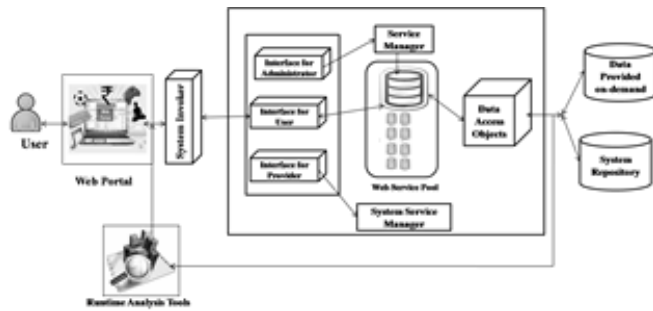 User
Web Portal
System Invoker
Interface for
Administrator
Interface for
User
Interface for
Provider
Service
Manager
Web Service Pool
System Service
Manager
Data
Access
Objects
Data
Provided
on-demand
System
Repository
Runtime Analysis Tools